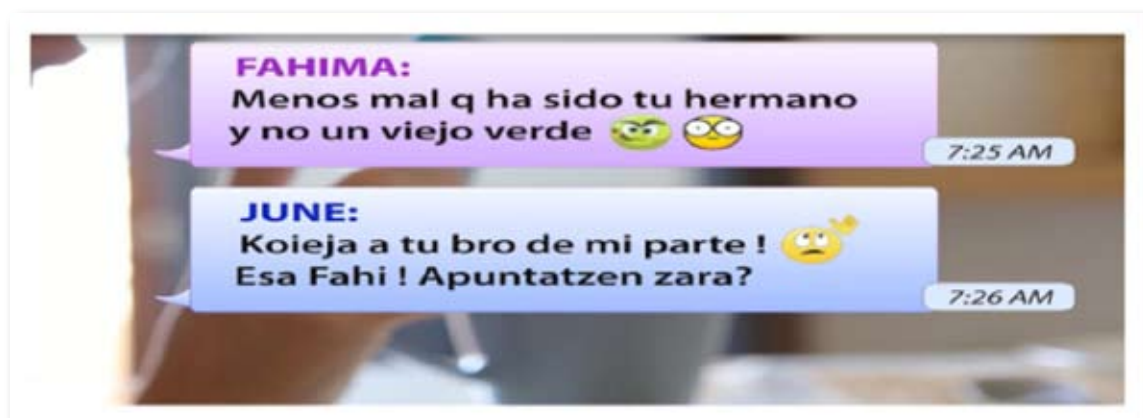 FAHIMA:
Menos mal q ha sido tu hermano
y no un viejo verde
7:25 AM
JUNE:
Koieja a tu bro de mi parte !
Esa Fahi ! Apuntatzen zara?
7:26 AM